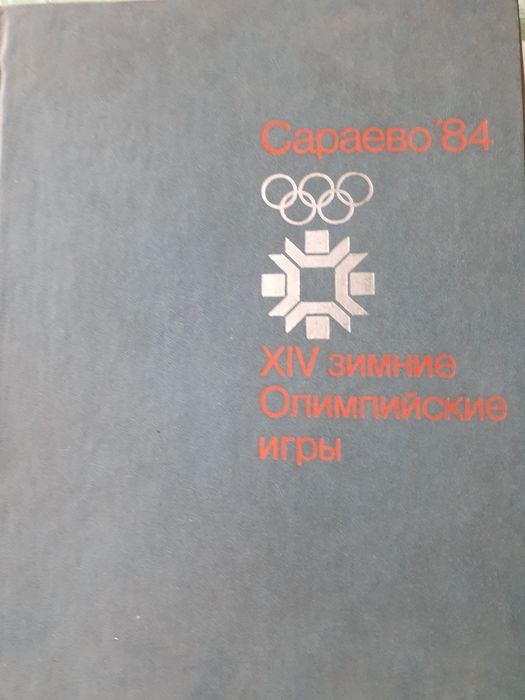 Сараево'84
XIV зимние
Олимпийские
игры